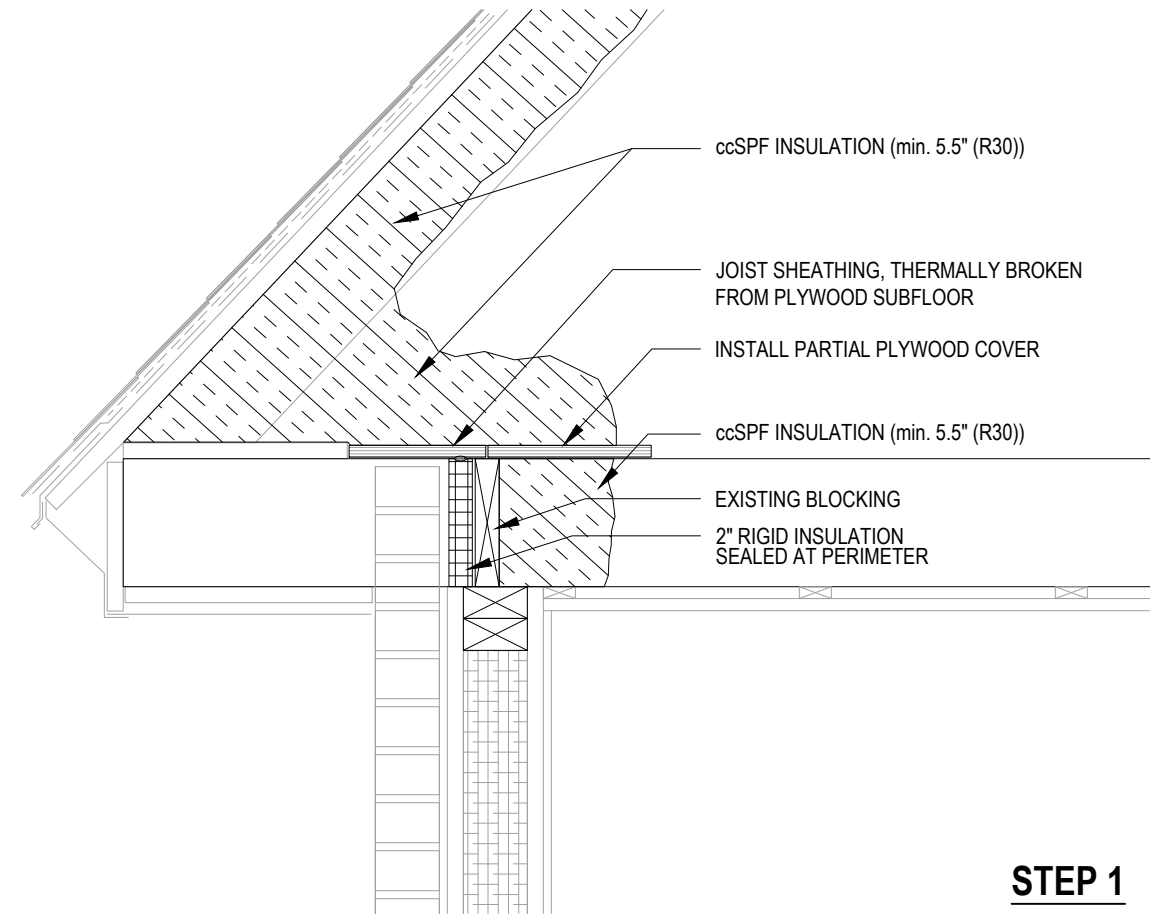 ccSPF INSULATION (min. 5.5" (R30))
JOIST SHEATHING, THERMALLY BROKEN
FROM PLYWOOD SUBFLOOR
INSTALL PARTIAL PLYWOOD COVER
ccSPF INSULATION (min. 5.5" (R30))
EXISTING BLOCKING
2" RIGID INSULATION
SEALED AT PERIMETER
STEP 1